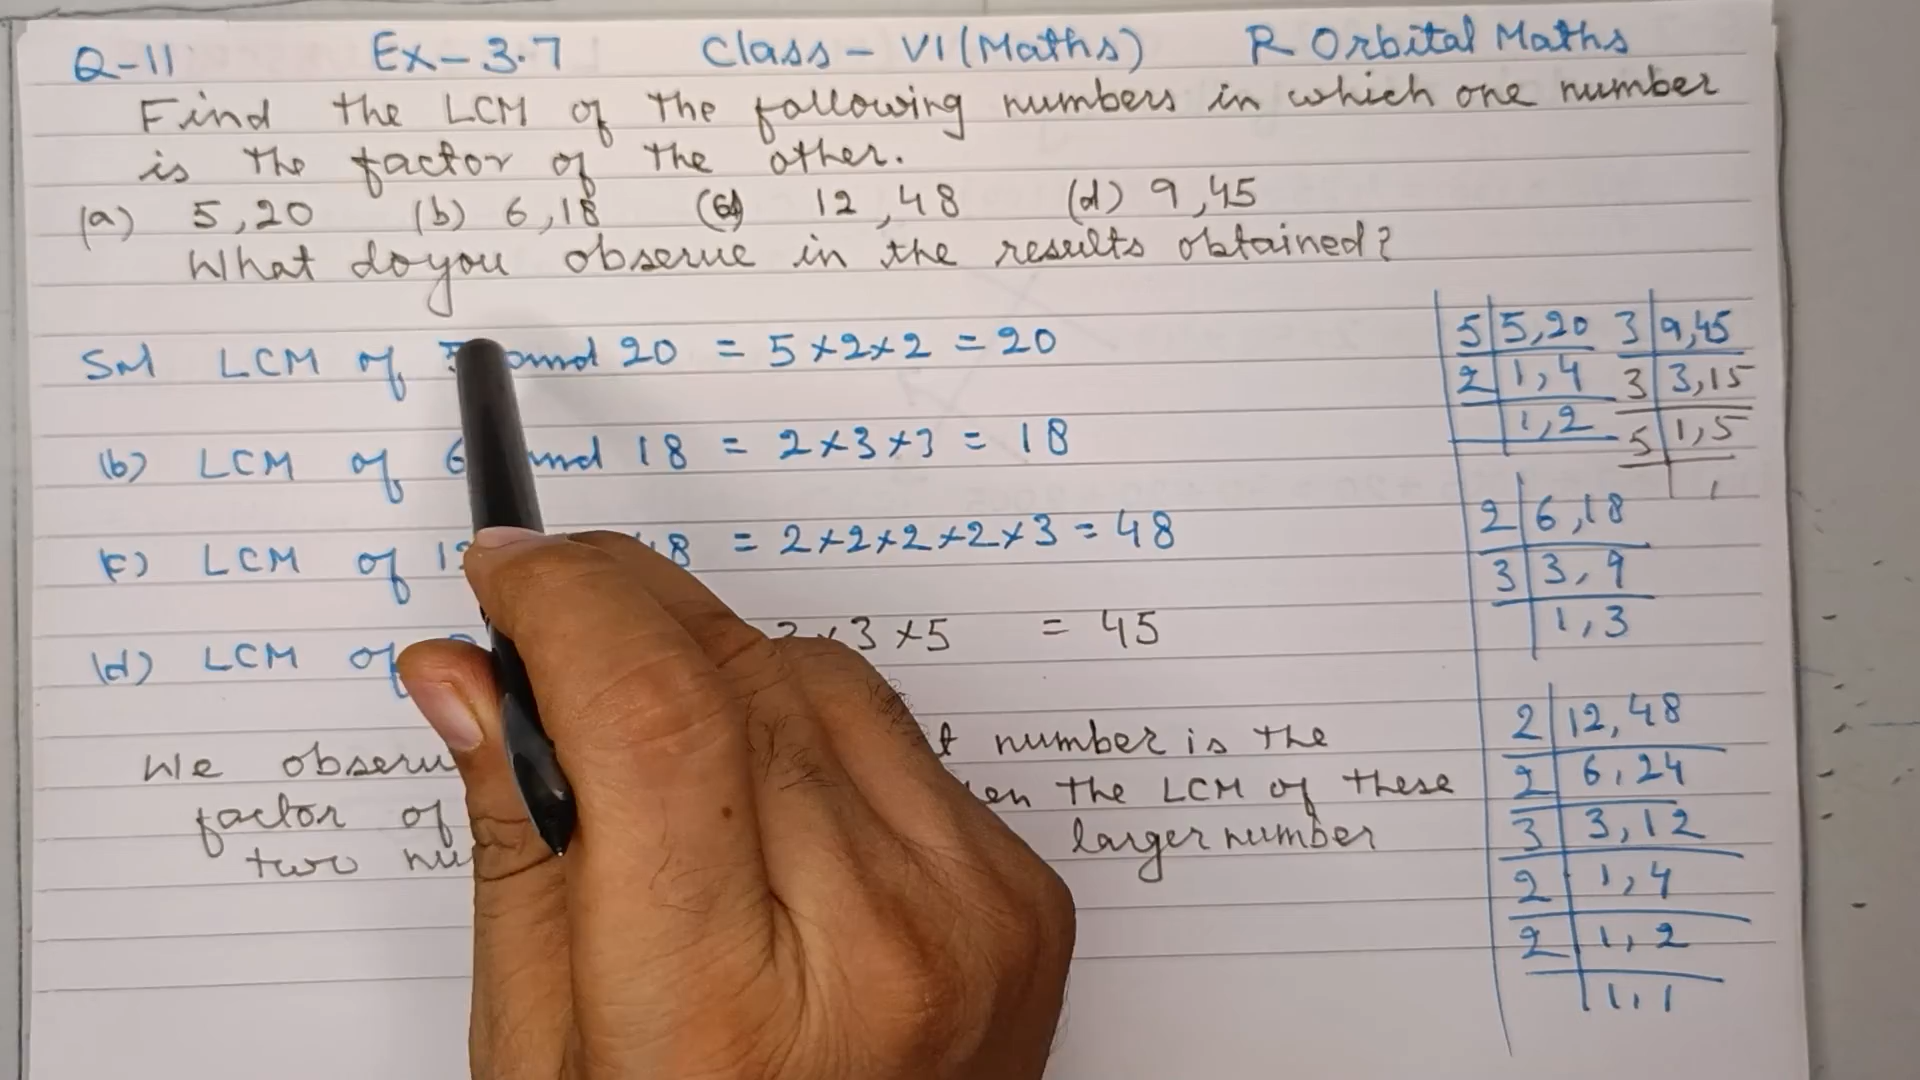 Q-11 Ex-3.7 Class-VI(Maths) R Orbital Maths
Find the LCM of the following numbers in which one number
is the factor of the other.
(a) 5,20 (b) 6,18 (c) 12,48 (d) 9,45
What do you observe in the results obtained?
Sol LCM of 5 and 20 = 5×2×2 = 20
(b) LCM of 6 and 18 = 2×3×3 = 18
(c) LCM of 12 48 = 2×2×2×2×3 = 48
(d) LCM of 3×5 = 45
We number is the
factor of the LCM of these
two larger number
5 5,20
2 1,4
1,2
3 9,45
3 3,15
5 1,5
1
2 6,18
3 3,9
1,3
2 12,48
2 6,24
3 3,12
2 1,4
2 1,2
1,1